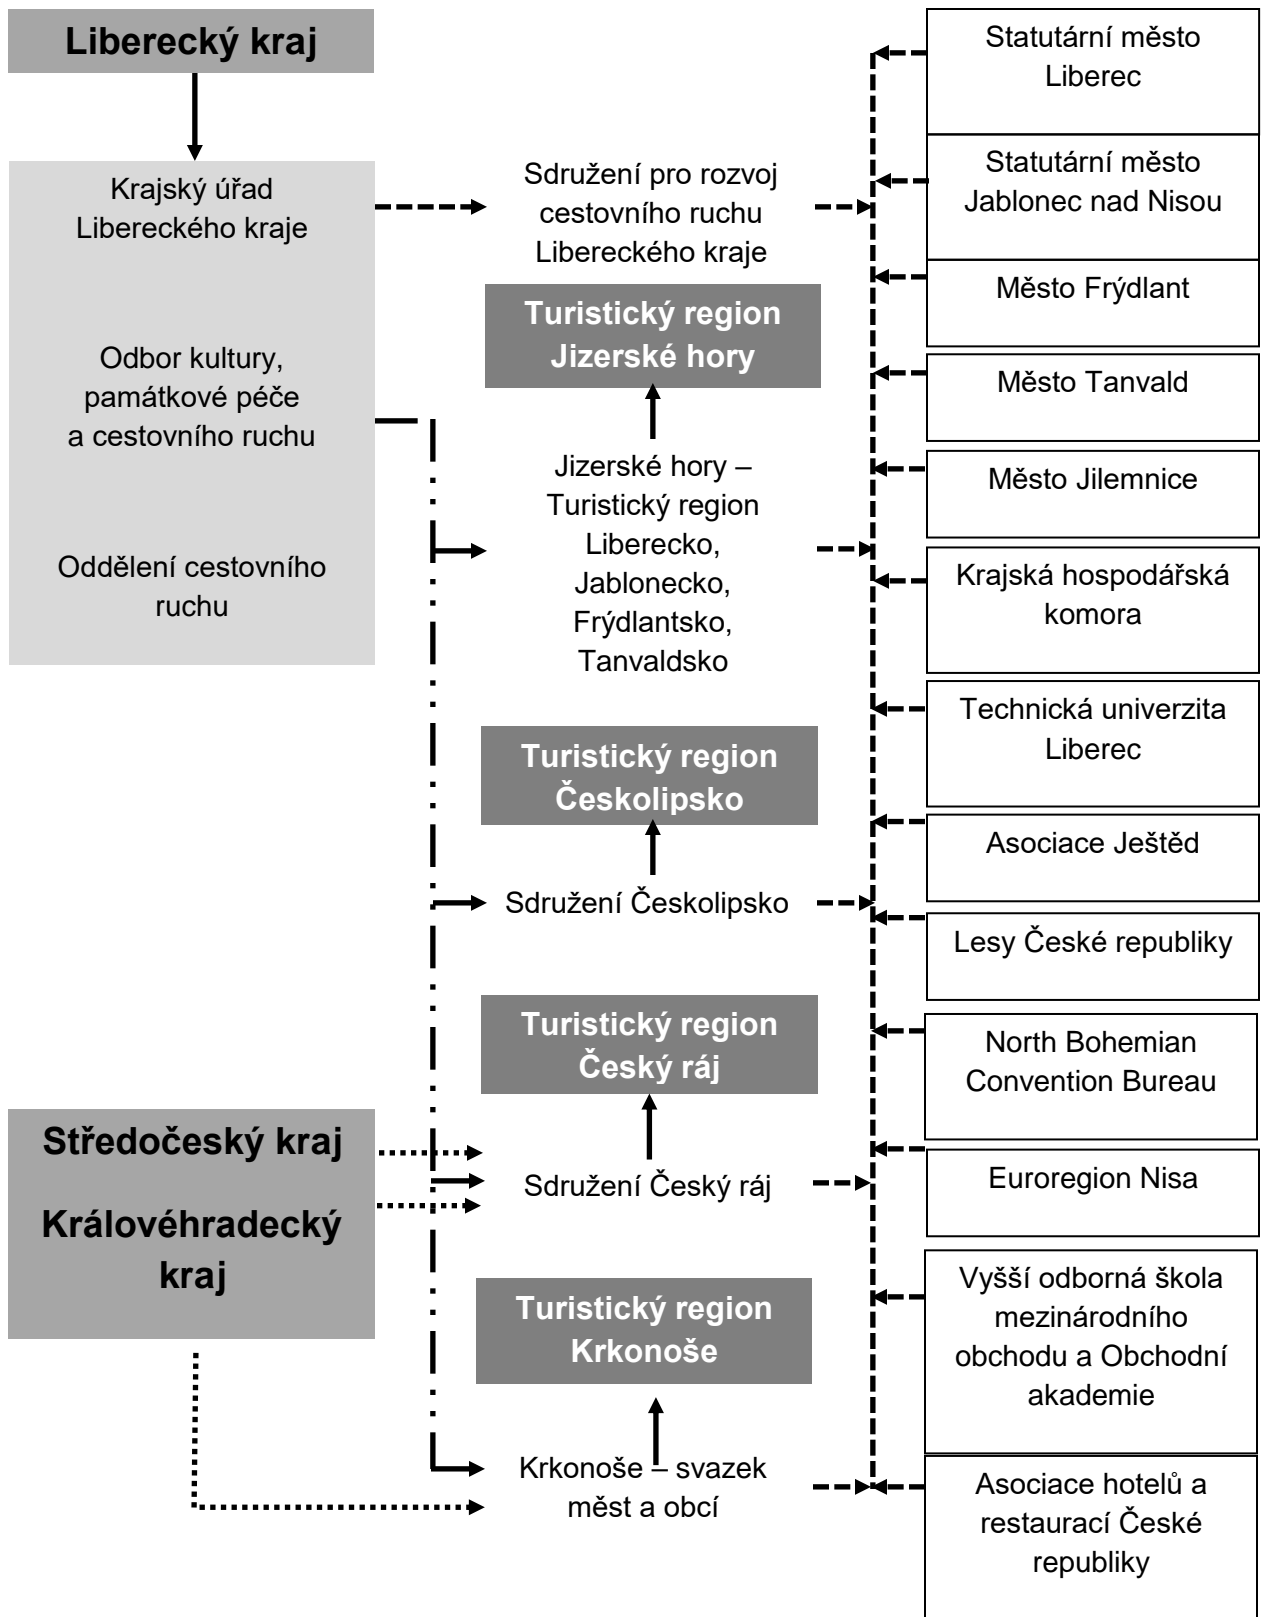 Liberecký kraj
Krajský úřad
Libereckého kraje
Odbor kultury,
památkové péče
a cestovního ruchu
Oddělení cestovního
ruchu
Středočeský kraj
Královéhradecký
kraj
Sdružení pro rozvoj
cestovního ruchu
Libereckého kraje
Turistický region
Jizerské hory
Jizerské hory –
Turistický region
Liberecko,
Jablonecko,
Frýdlantsko,
Tanvaldsko
Turistický region
Českolipsko
Sdružení Českolipsko
Turistický region
Český ráj
Sdružení Český ráj
Turistický region
Krkonoše
Krkonoše – svazek
měst a obcí
Statutární město
Liberec
Statutární město
Jablonec nad Nisou
Město Frýdlant
Město Tanvald
Město Jilemnice
Krajská hospodářská
komora
Technická univerzita
Liberec
Asociace Ještěd
Lesy České republiky
North Bohemian
Convention Bureau
Euroregion Nisa
Vyšší odborná škola
mezinárodního
obchodu a Obchodní
akademie
Asociace hotelů a
restaurací České
republiky